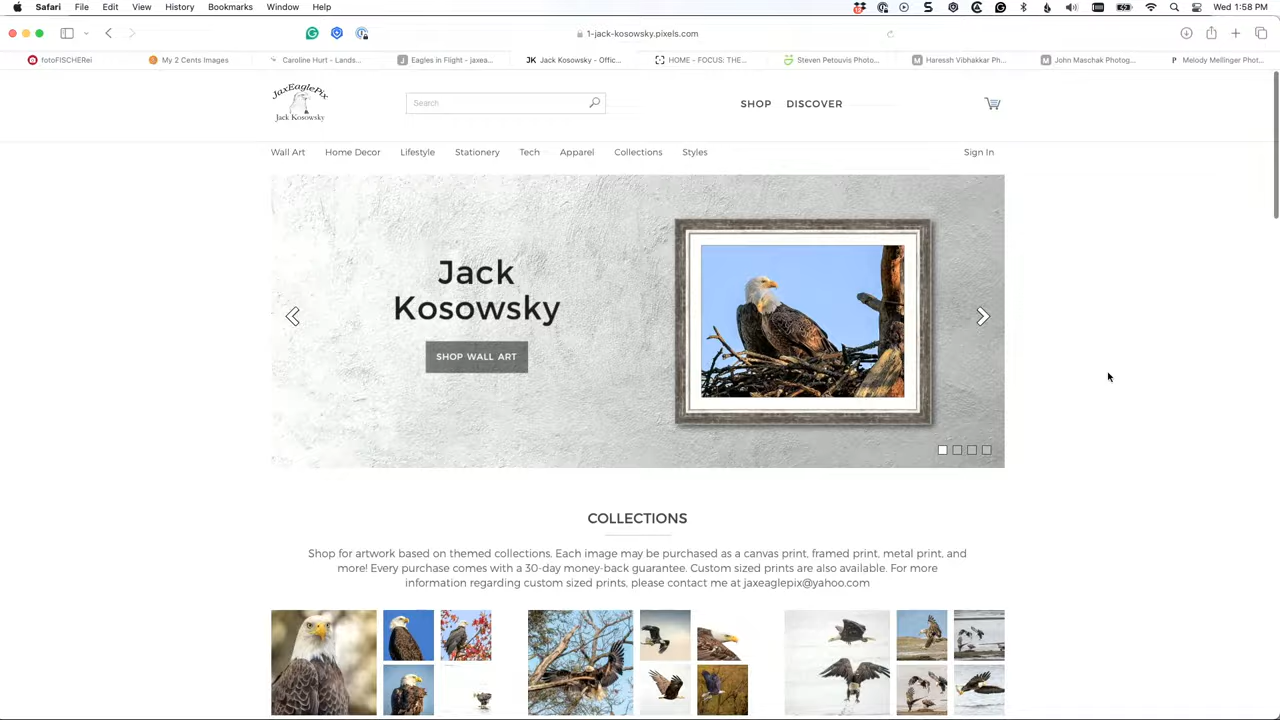 Safari File Edit View History Bookmarks Window Help Wed 1:58 PM
1-jack-kosowsky.pixels.com
fotoFISCHERei My 2 Cents Images Caroline Hurt - Lands... Eagles in Flight - jaxea... JK Jack Kosowsky - Offic... HOME - FOCUS: THE... Steven Petouvis Photo... Haressh Vibhakkar Ph... John Maschak Photog... Melody Meilinger Phot...
JaxEaglePix
Jack Kosowsky
Search
SHOP DISCOVER
Wall Art Home Decor Lifestyle Stationery Tech Apparel Collections Styles Sign In
Jack
Kosowsky
SHOP WALL ART
COLLECTIONS
Shop for artwork based on themed collections. Each image may be purchased as a canvas print, framed print, metal print, and
more! Every purchase comes with a 30-day money-back guarantee. Custom sized prints are also available. For more
information regarding custom sized prints, please contact me at jaxeaglepix@yahoo.com